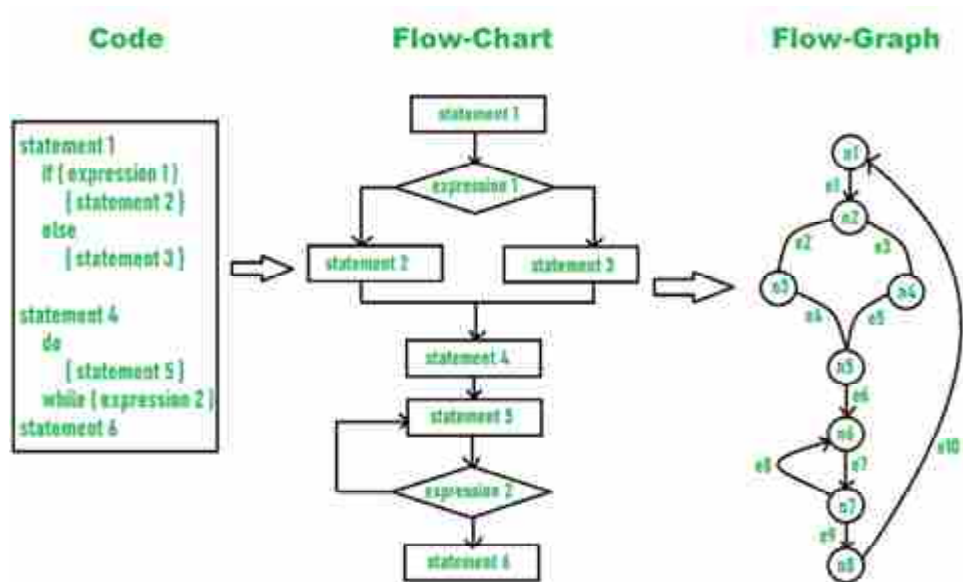 Code
Flow-Chart
Flow-Graph
statement 1
if ( expression 1 )
{ statement 2 }
else
{ statement 3 }
statement 4
do
{ statement 5 }
while ( expression 2 )
statement 6
statement 1
expression 1
statement 2
statement 3
statement 4
statement 5
expression 2
statement 6
n1
e1
n2
e2
e3
n3
n4
e4
e5
n5
e6
n6
e8
e7
e10
n7
e9
n8